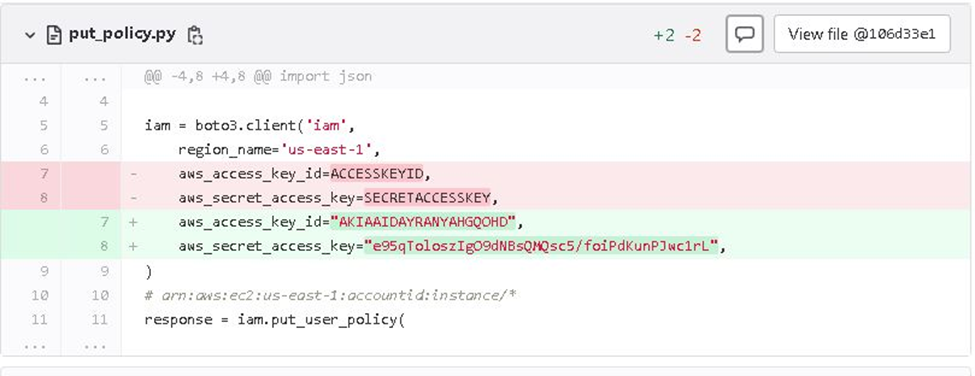 put_policy.py +2 -2 View file @106d33e1
... ... @@ -4,8 +4,8 @@ import json
4 4
5 5 iam = boto3.client('iam',
6 6 region_name='us-east-1',
7 - aws_access_key_id=ACCESSKEYID,
8 - aws_secret_access_key=SECRETACCESSKEY,
7 + aws_access_key_id="AKIAAIDAYRANYAHGQOHD",
8 + aws_secret_access_key="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",
9 9 )
10 10 # arn:aws:ec2:us-east-1:accountid:instance/*
11 11 response = iam.put_user_policy(
... ...